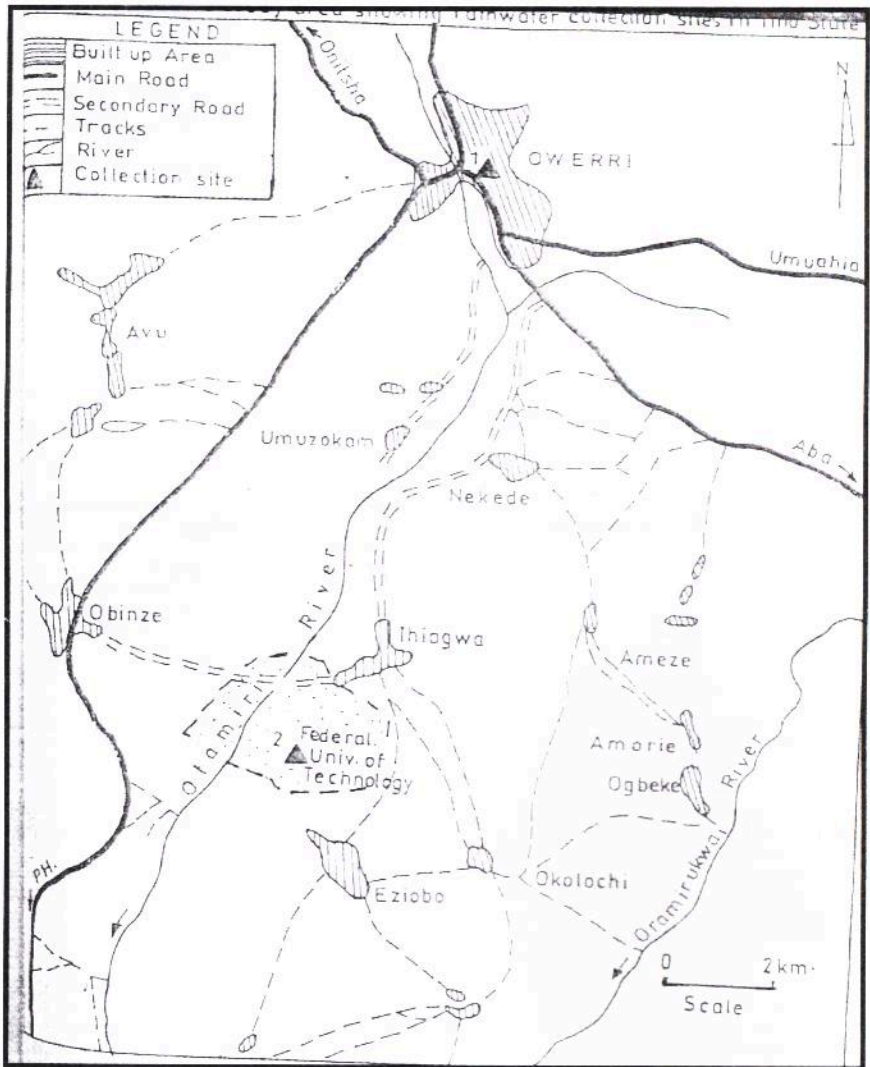 area showing rainwater collection sites in Imo State
LEGEND
Built up Area
Main Road
Secondary Road
Tracks
River
Collection site
Onitsha
N
1
OWERRI
Umuahia
Avu
Umuzokam
Aba
Nekede
Obinze
River
Ihiagwa
Ameze
Otamiri
2 Federal
Univ. of
Technology
Amorie
Ogbeke
River
PH.
Eziobo
Okolochi
Oramirukwa
0 2km.
Scale